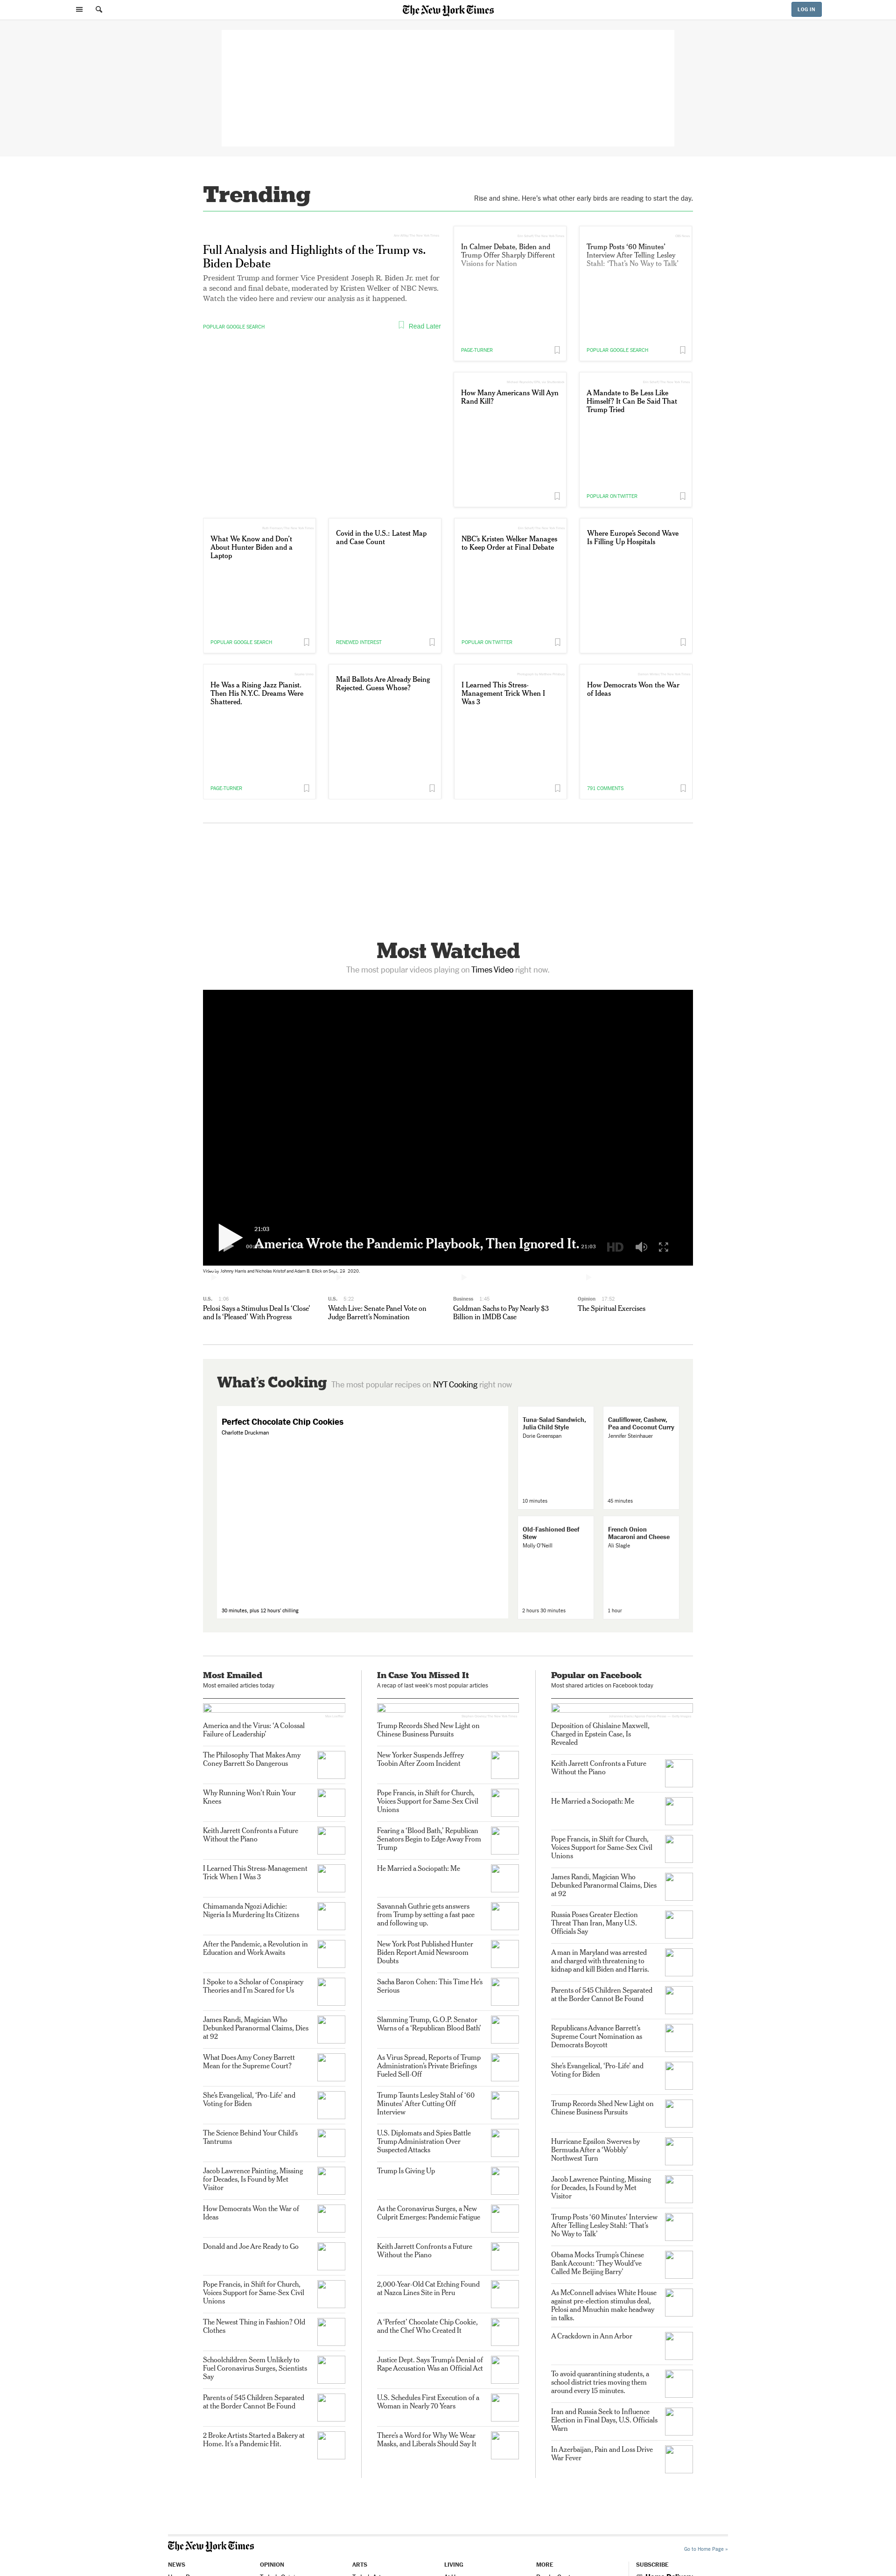 The New York Times
LOG IN
Trending
Rise and shine. Here's what other early birds are reading to start the day.
Full Analysis and Highlights of the Trump vs.
Biden Debate
President Trump and former Vice President Joseph R. Biden Jr. met for
a second and final debate, moderated by Kristen Welker of NBC News.
Watch the video here and review our analysis as it happened.
POPULAR GOOGLE SEARCH
Read Later
In Calmer Debate, Biden and
Trump Offer Sharply Different
Visions for Nation
PAGE-TURNER
Trump Posts '60 Minutes'
Interview After Telling Lesley
Stahl: 'That's No Way to Talk'
POPULAR GOOGLE SEARCH
How Many Americans Will Ayn
Rand Kill?
A Mandate to Be Less Like
Himself? It Can Be Said That
Trump Tried
POPULAR ON TWITTER
What We Know and Don't
About Hunter Biden and a
Laptop
POPULAR GOOGLE SEARCH
Covid in the U.S.: Latest Map
and Case Count
RENEWED INTEREST
NBC's Kristen Welker Manages
to Keep Order at Final Debate
POPULAR ON TWITTER
Where Europe's Second Wave
Is Filling Up Hospitals
He Was a Rising Jazz Pianist.
Then His N.Y.C. Dreams Were
Shattered.
PAGE-TURNER
Mail Ballots Are Already Being
Rejected. Guess Whose?
I Learned This Stress-
Management Trick When I
Was 3
How Democrats Won the War
of Ideas
791 COMMENTS
Most Watched
The most popular videos playing on Times Video right now.
21:03
America Wrote the Pandemic Playbook, Then Ignored It.
21:03
HD
Johnny Harris and Nicholas Kristof and Adam B. Ellick on Sept. 29, 2020.
U.S. 1:06
Pelosi Says a Stimulus Deal Is 'Close'
and Is 'Pleased' With Progress
U.S. 5:22
Watch Live: Senate Panel Vote on
Judge Barrett's Nomination
Business 1:48
Goldman Sachs to Pay Nearly $3
Billion in 1MDB Case
Opinion 17:52
The Spiritual Exercises
What's Cooking The most popular recipes on NYT Cooking right now
Perfect Chocolate Chip Cookies
Charlotte Druckman
30 minutes, plus 12 hours' chilling
Tuna-Salad Sandwich,
Julia Child Style
Dorie Greenspan
10 minutes
Cauliflower, Cashew,
Pea and Coconut Curry
Jennifer Steinhauer
45 minutes
Old-Fashioned Beef
Stew
Molly O'Neill
2 hours 30 minutes
French Onion
Macaroni and Cheese
Ali Slagle
1 hour
Most Emailed
Most emailed articles today
America and the Virus: 'A Colossal
Failure of Leadership'
The Philosophy That Makes Amy
Coney Barrett So Dangerous
Why Running Won't Ruin Your
Knees
Keith Jarrett Confronts a Future
Without the Piano
I Learned This Stress-Management
Trick When I Was 3
Chimamanda Ngozi Adichie:
Nigeria Is Murdering Its Citizens
After the Pandemic, a Revolution in
Education and Work Awaits
I Spoke to a Scholar of Conspiracy
Theories and I'm Scared for Us
James Randi, Magician Who
Debunked Paranormal Claims, Dies
at 92
What Does Amy Coney Barrett
Mean for the Supreme Court?
She's Evangelical, 'Pro-Life' and
Voting for Biden
The Science Behind Your Child's
Tantrums
Jacob Lawrence Painting, Missing
for Decades, Is Found by Met
Visitor
How Democrats Won the War of
Ideas
Donald and Joe Are Ready to Go
Pope Francis, in Shift for Church,
Voices Support for Same-Sex Civil
Unions
The Newest Thing in Fashion? Old
Clothes
Schoolchildren Seem Unlikely to
Fuel Coronavirus Surges, Scientists
Say
Parents of 545 Children Separated
at the Border Cannot Be Found
2 Broke Artists Started a Bakery at
Home. It's a Pandemic Hit.
In Case You Missed It
A recap of last week's most popular articles
Trump Records Shed New Light on
Chinese Business Pursuits
New Yorker Suspends Jeffrey
Toobin After Zoom Incident
Pope Francis, in Shift for Church,
Voices Support for Same-Sex Civil
Unions
Fearing a 'Blood Bath,' Republican
Senators Begin to Edge Away From
Trump
He Married a Sociopath: Me
Savannah Guthrie gets answers
from Trump by setting a fast pace
and following up.
New York Post Published Hunter
Biden Report Amid Newsroom
Doubts
Sacha Baron Cohen: This Time He's
Serious
Slamming Trump, G.O.P. Senator
Warns of a 'Republican Blood Bath'
As Virus Spread, Reports of Trump
Administration's Private Briefings
Fueled Sell-Off
Trump Taunts Lesley Stahl of '60
Minutes' After Cutting Off
Interview
U.S. Diplomats and Spies Battle
Trump Administration Over
Suspected Attacks
Trump Is Giving Up
As the Coronavirus Surges, a New
Culprit Emerges: Pandemic Fatigue
Keith Jarrett Confronts a Future
Without the Piano
2,000-Year-Old Cat Etching Found
at Nazca Lines Site in Peru
A 'Perfect' Chocolate Chip Cookie,
and the Chef Who Created It
Justice Dept. Says Trump's Denial of
Rape Accusation Was an Official Act
U.S. Schedules First Execution of a
Woman in Nearly 70 Years
There's a Word for Why We Wear
Masks, and Liberals Should Say It
Popular on Facebook
Most shared articles on Facebook today
Deposition of Ghislaine Maxwell,
Charged in Epstein Case, Is
Revealed
Keith Jarrett Confronts a Future
Without the Piano
He Married a Sociopath: Me
Pope Francis, in Shift for Church,
Voices Support for Same-Sex Civil
Unions
James Randi, Magician Who
Debunked Paranormal Claims, Dies
at 92
Russia Poses Greater Election
Threat Than Iran, Many U.S.
Officials Say
A man in Maryland was arrested
and charged with threatening to
kidnap and kill Biden and Harris.
Parents of 545 Children Separated
at the Border Cannot Be Found
Republicans Advance Barrett's
Supreme Court Nomination as
Democrats Boycott
She's Evangelical, 'Pro-Life' and
Voting for Biden
Trump Records Shed New Light on
Chinese Business Pursuits
Hurricane Epsilon Swerves by
Bermuda After a 'Wobbly'
Northwest Turn
Jacob Lawrence Painting, Missing
for Decades, Is Found by Met
Visitor
Trump Posts '60 Minutes' Interview
After Telling Lesley Stahl: 'That's
No Way to Talk'
Obama Mocks Trump's Chinese
Bank Account: 'They Would've
Called Me Beijing Barry'
As McConnell advises White House
against pre-election stimulus deal,
Pelosi and Mnuchin make headway
in talks.
A Crackdown in Ann Arbor
To avoid quarantining students, a
school district tries moving them
around every 15 minutes.
Iran and Russia Seek to Influence
Election in Final Days, U.S. Officials
Warn
In Azerbaijan, Pain and Loss Drive
War Fever
The New York Times
Go to Home Page »
NEWS
OPINION
ARTS
LIVING
MORE
SUBSCRIBE